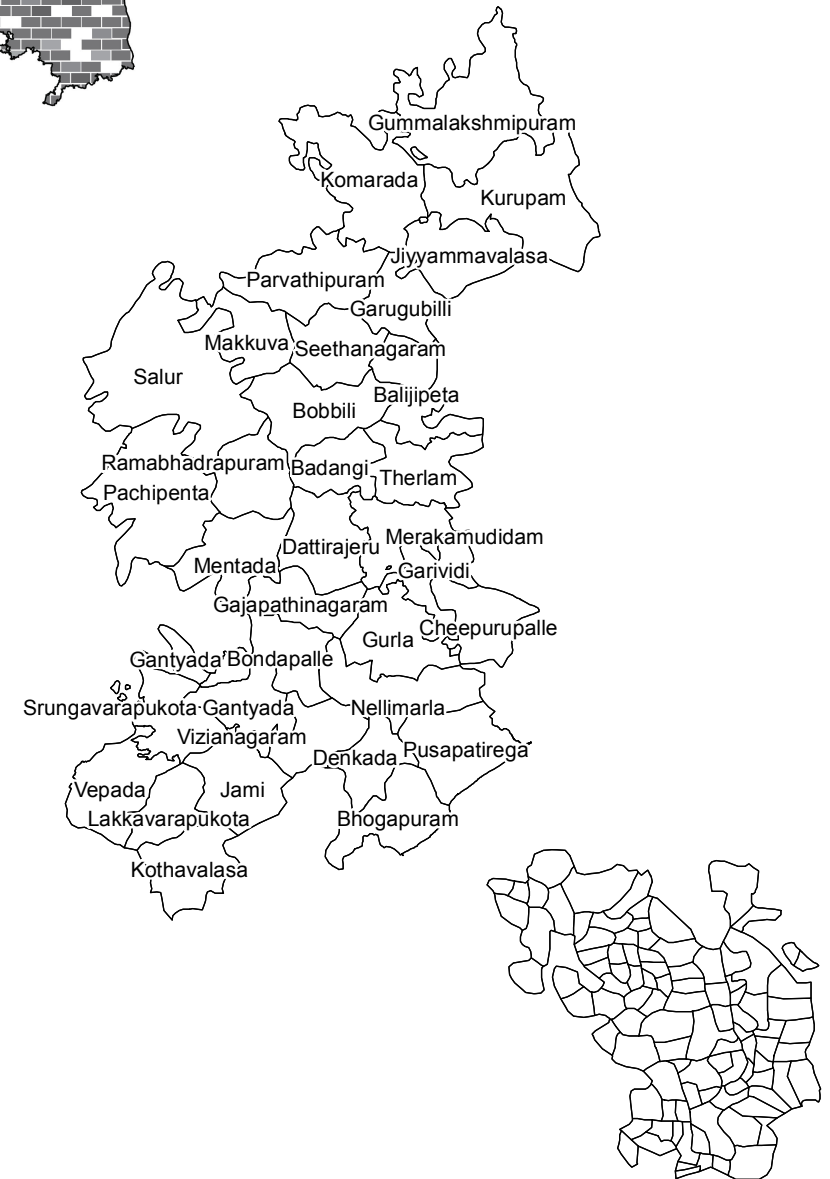 Gummalakshmipuram
Komarada
Kurupam
Jiyyammavalasa
Parvathipuram
Garugubilli
Makkuva
Seethanagaram
Salur
Balijipeta
Bobbili
Ramabhadrapuram
Badangi
Therlam
Pachipenta
Merakamudidam
Dattirajeru
Mentada
Garividi
Gajapathinagaram
Cheepurupalle
Gurla
Gantyada
Bondapalle
Srungavarapukota
Gantyada
Nellimarla
Vizianagaram
Denkada
Pusapatirega
Vepada
Jami
Lakkavarapukota
Bhogapuram
Kothavalasa